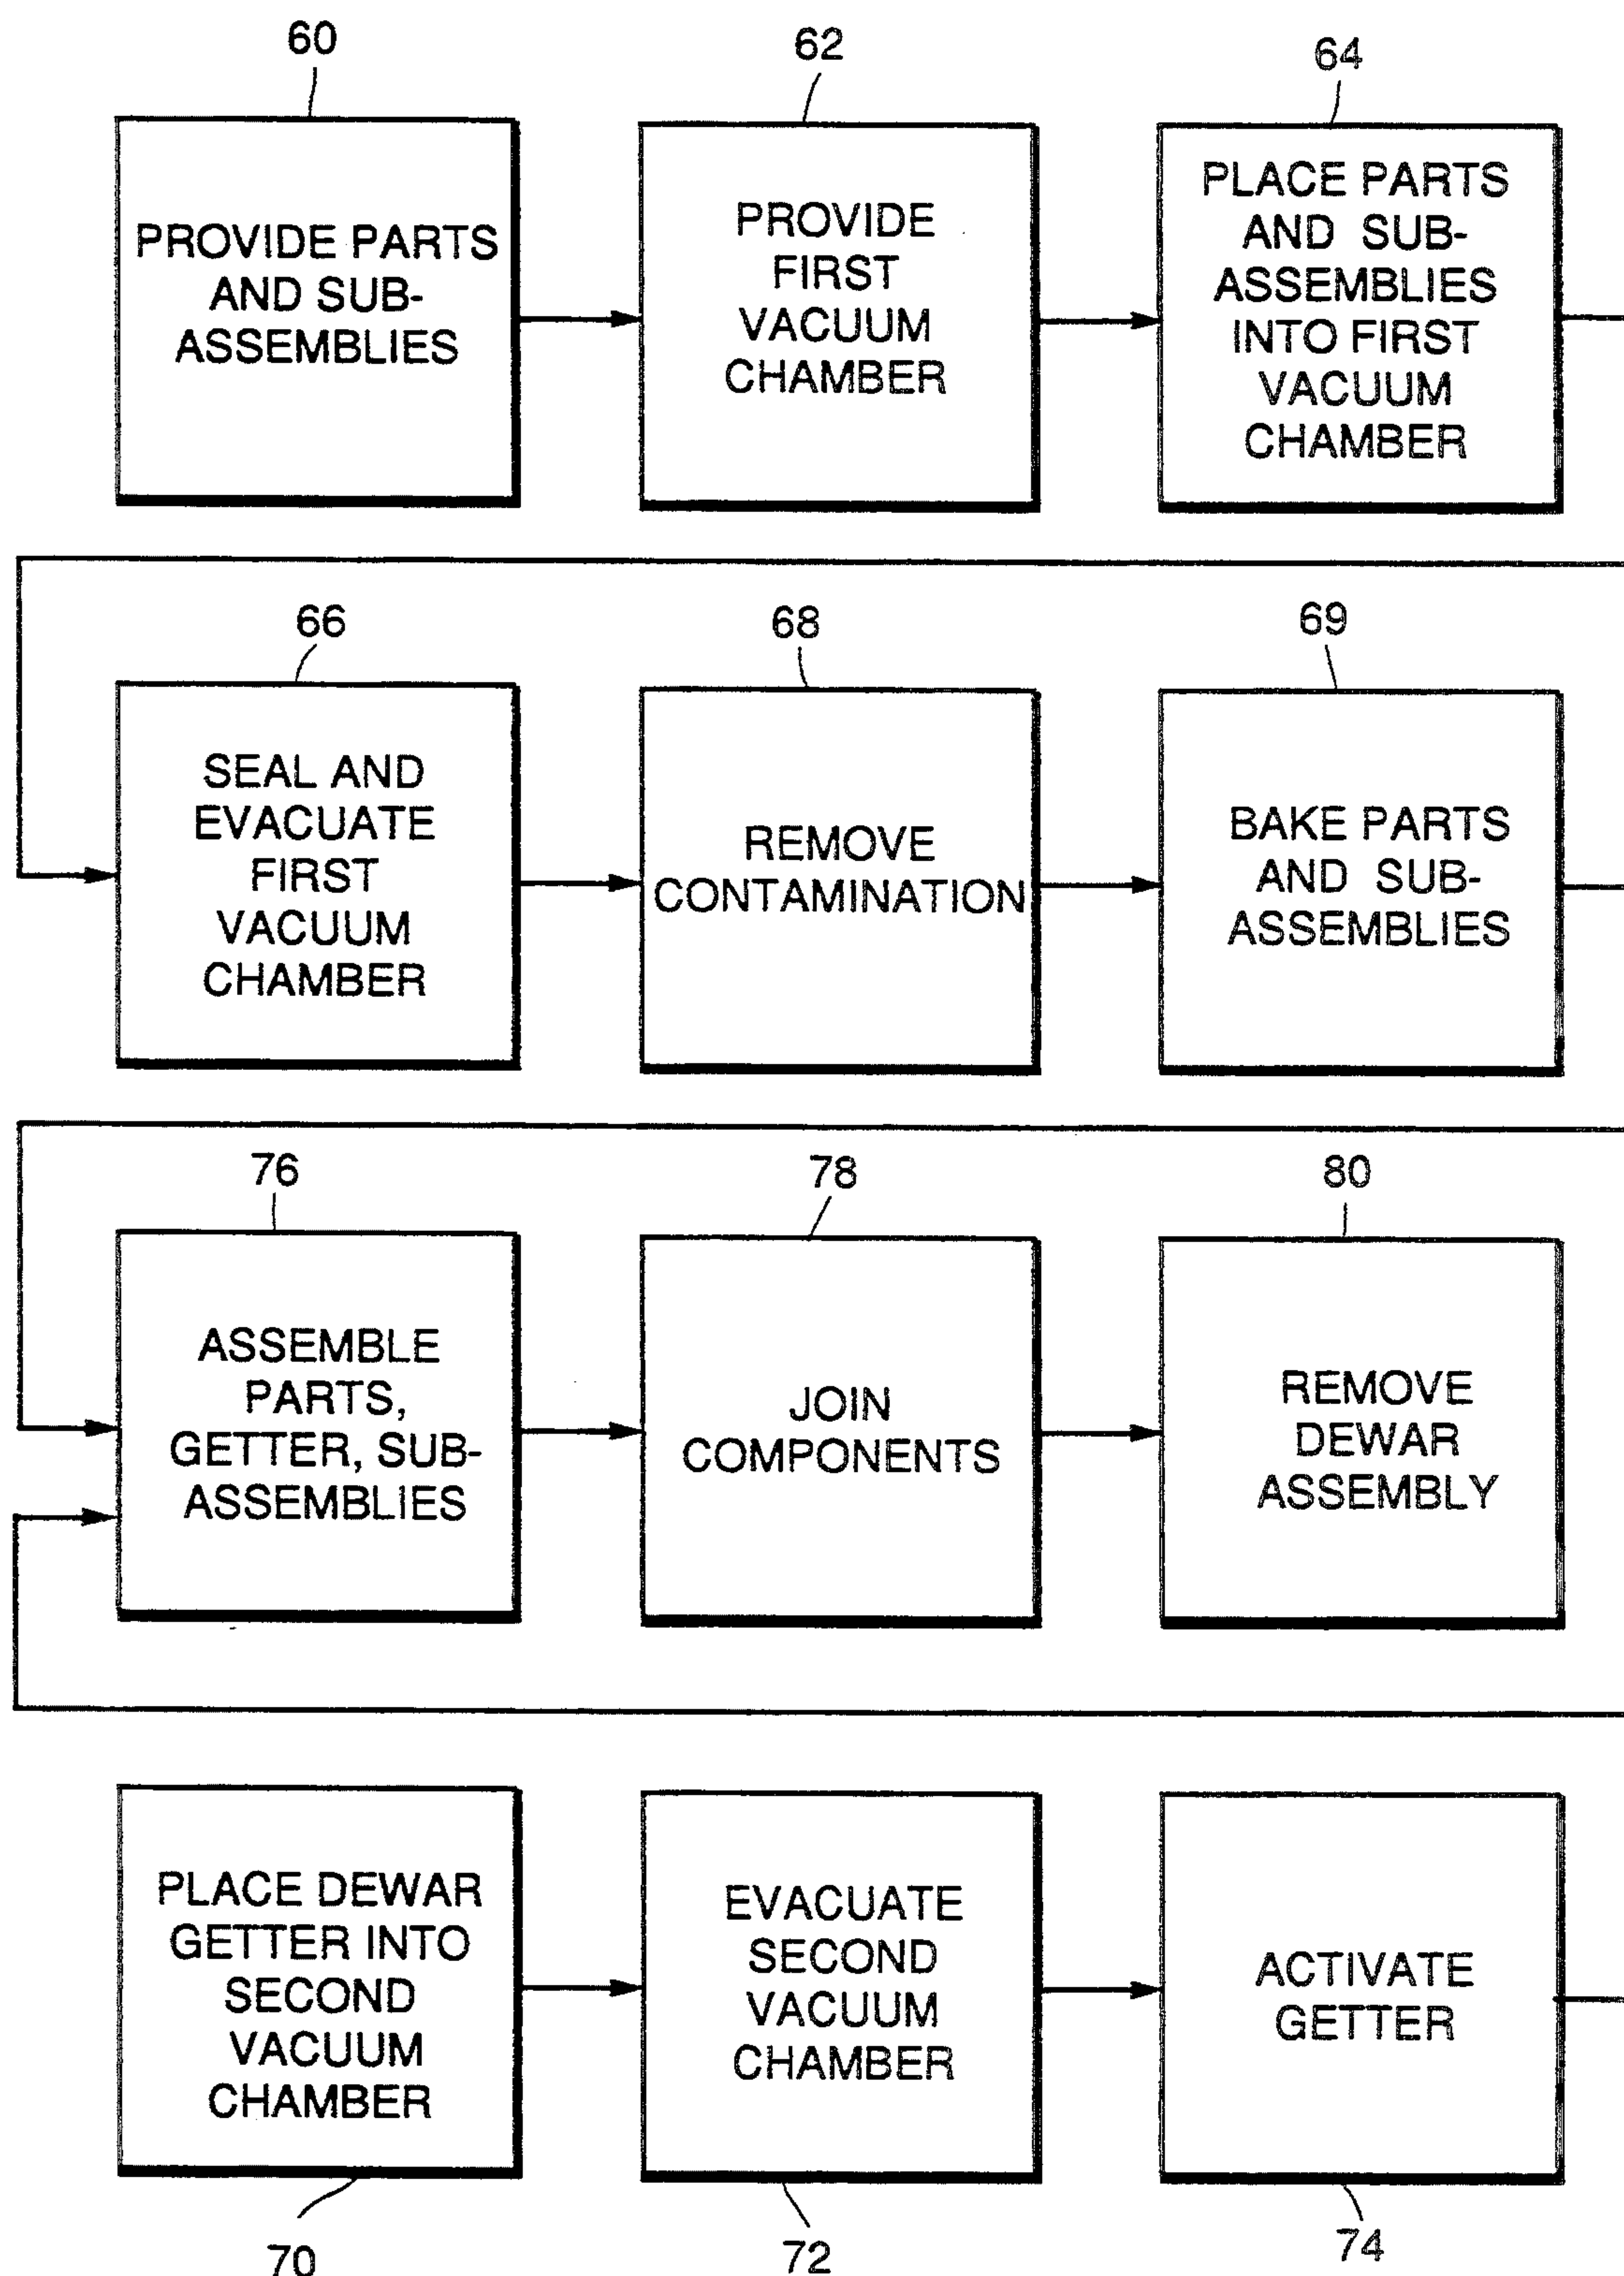 60
PROVIDE PARTS
AND SUB-
ASSEMBLIES
62
PROVIDE
FIRST
VACUUM
CHAMBER
64
PLACE PARTS
AND SUB-
ASSEMBLIES
INTO FIRST
VACUUM
CHAMBER
66
SEAL AND
EVACUATE
FIRST
VACUUM
CHAMBER
68
REMOVE
CONTAMINATION
69
BAKE PARTS
AND SUB-
ASSEMBLIES
76
ASSEMBLE
PARTS,
GETTER, SUB-
ASSEMBLIES
78
JOIN
COMPONENTS
80
REMOVE
DEWAR
ASSEMBLY
PLACE DEWAR
GETTER INTO
SECOND
VACUUM
CHAMBER
70
EVACUATE
SECOND
VACUUM
CHAMBER
72
ACTIVATE
GETTER
74